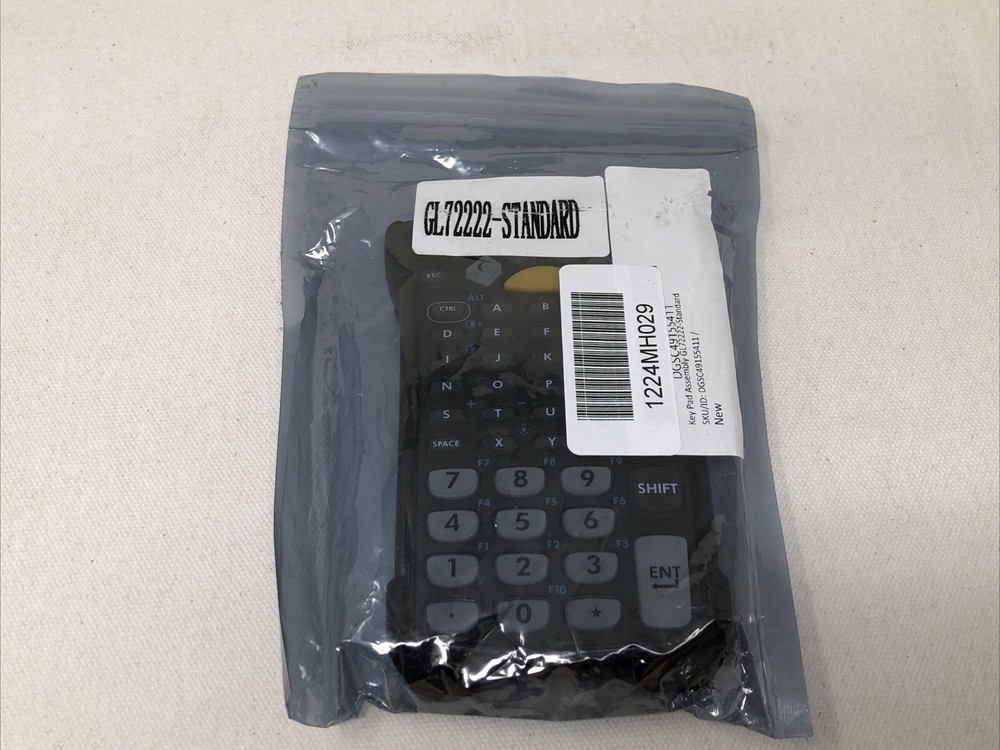 GL72222-STANDARD
1224MH029
DGSC49155411
Key Pad Assembly GL72222-Standard
SKU/ID: DGSC49155411 /
New
ESC
ALT
CTRL A B
D E F
I J K
N O P
+ -
S T U
SPACE X Y
F7 F8 F9
7 8 9 SHIFT
F4 F5 F6
4 5 6
F1 F2 F3
1 2 3 ENT
F10
. 0 *